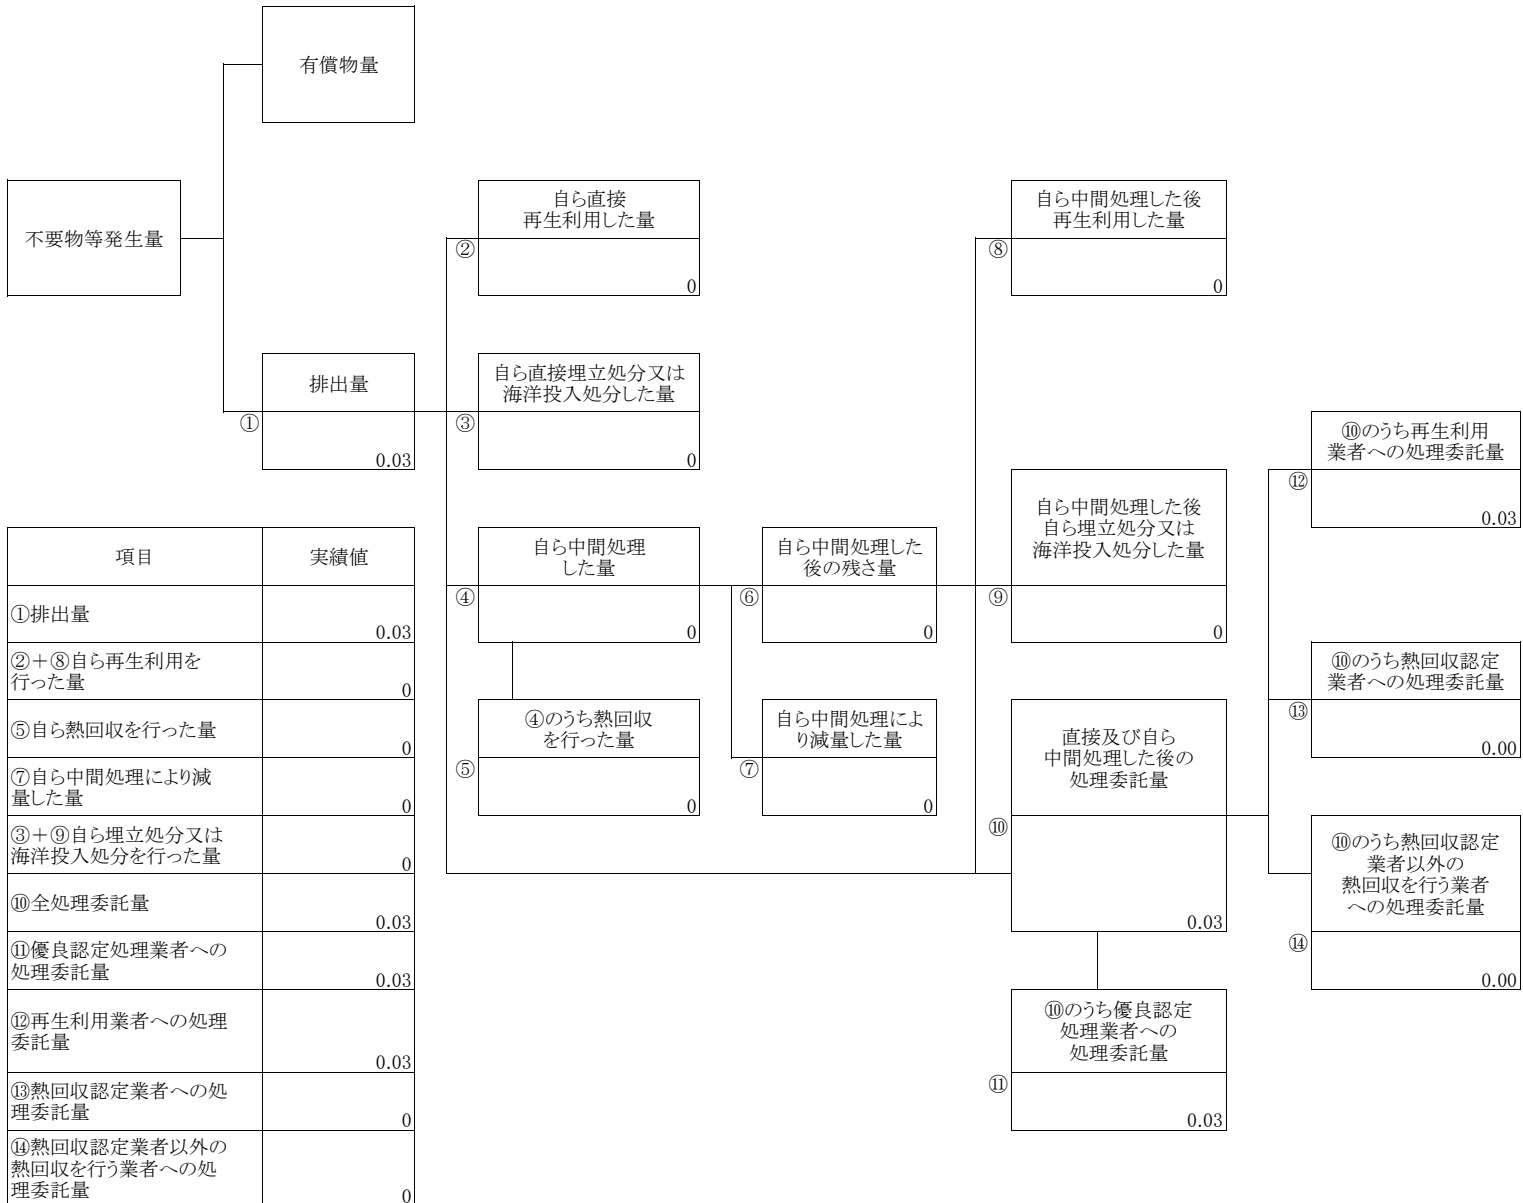 有償物量
不要物等発生量
排出量
①
0.03
自ら直接
再生利用した量
②
0
自ら直接埋立処分又は
海洋投入処分した量
③
0
自ら中間処理
した量
④
0
④のうち熱回収
を行った量
⑤
0
自ら中間処理した
後の残さ量
⑥
0
自ら中間処理によ
り減量した量
⑦
0
自ら中間処理した後
再生利用した量
⑧
0
自ら中間処理した後
自ら埋立処分又は
海洋投入処分した量
⑨
0
直接及び自ら
中間処理した後の
処理委託量
⑩
0.03
⑩のうち優良認定
処理業者への
処理委託量
⑪
0.03
⑩のうち再生利用
業者への処理委託量
⑫
0.03
⑩のうち熱回収認定
業者への処理委託量
⑬
0.00
⑩のうち熱回収認定
業者以外の
熱回収を行う業者
への処理委託量
⑭
0.00
項目 実績値
①排出量
0.03
②+⑧自ら再生利用を
行った量
0
⑤自ら熱回収を行った量
0
⑦自ら中間処理により減
量した量
0
③+⑨自ら埋立処分又は
海洋投入処分を行った量
0
⑩全処理委託量
0.03
⑪優良認定処理業者への
処理委託量
0.03
⑫再生利用業者への処理
委託量
0.03
⑬熱回収認定業者への処
理委託量
0
⑭熱回収認定業者以外の
熱回収を行う業者への処
理委託量
0